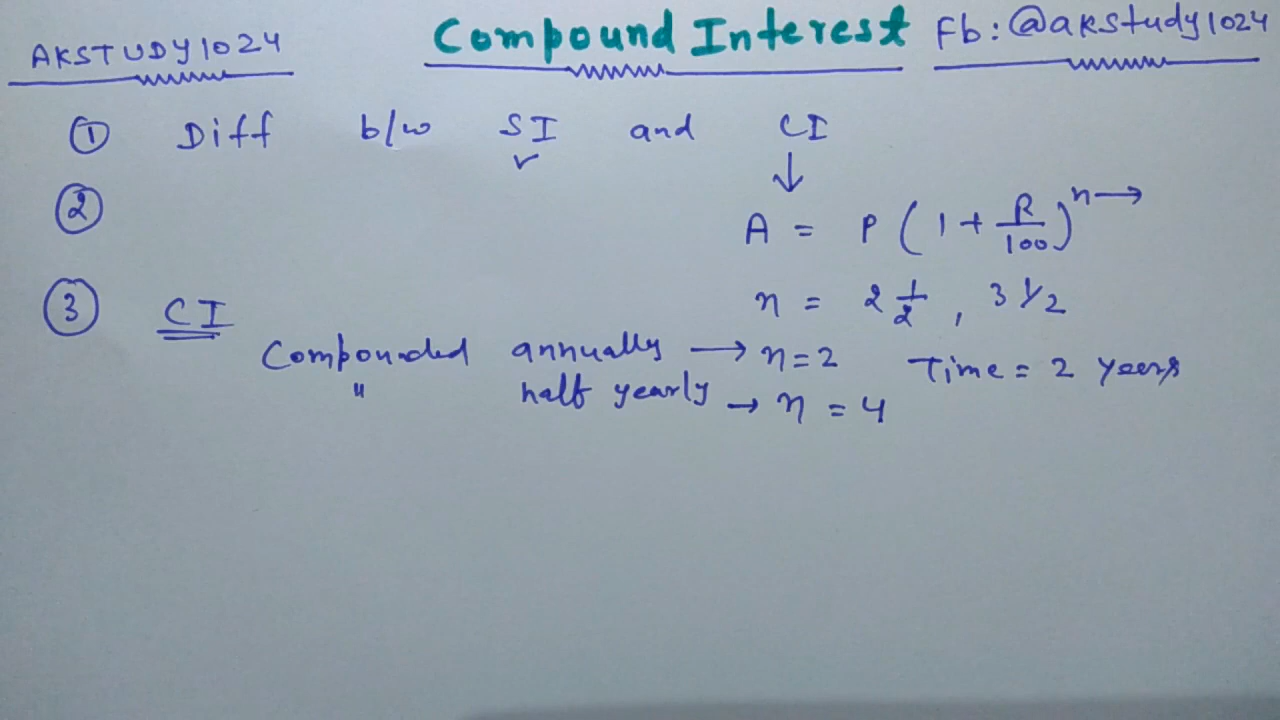 AKSTUDY1024 Compound Interest Fb:@akstudy1024
① Diff b/w SI and CI
✓ ↓
② A = P (1 + R/100)^n →
n = 2 1/2 , 3 1/2
③ CI
Compounded annually → n=2 Time = 2 years
" half yearly → n = 4